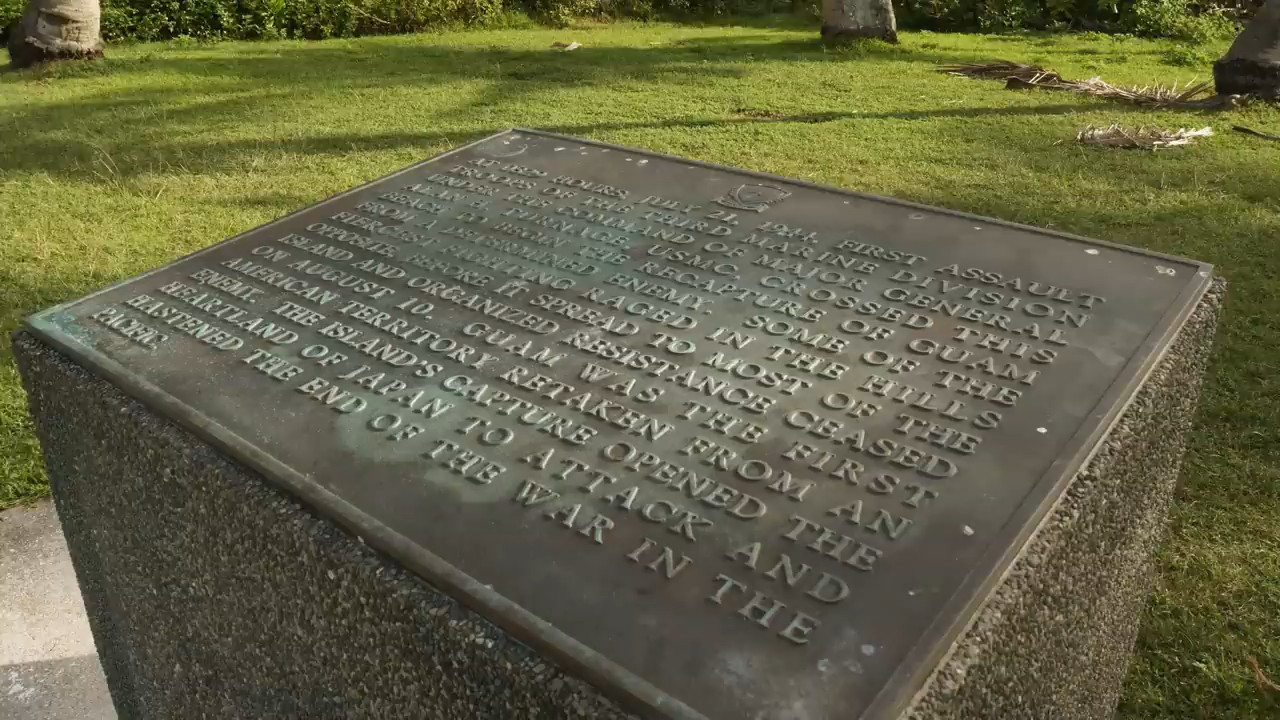 AT 0829 HOURS, JULY 21, 1944, FIRST ASSAULT
TROOPS OF THE THIRD MARINE DIVISION
UNDER THE COMMAND OF MAJOR GENERAL
ALLAN H. TURNAGE, USMC, CROSSED THIS
BEACH TO BEGIN THE RECAPTURE OF GUAM
FROM A DETERMINED ENEMY. SOME OF THE
FIERCEST FIGHTING RAGED IN THE HILLS
OPPOSITE, BEFORE IT SPREAD TO MOST OF THE
ISLAND AND ORGANIZED RESISTANCE CEASED
ON AUGUST 10. GUAM WAS THE FIRST
AMERICAN TERRITORY RETAKEN FROM AN
ENEMY. THE ISLAND'S CAPTURE OPENED THE
HEARTLAND OF JAPAN TO ATTACK AND
HASTENED THE END OF THE WAR IN THE
PACIFIC.